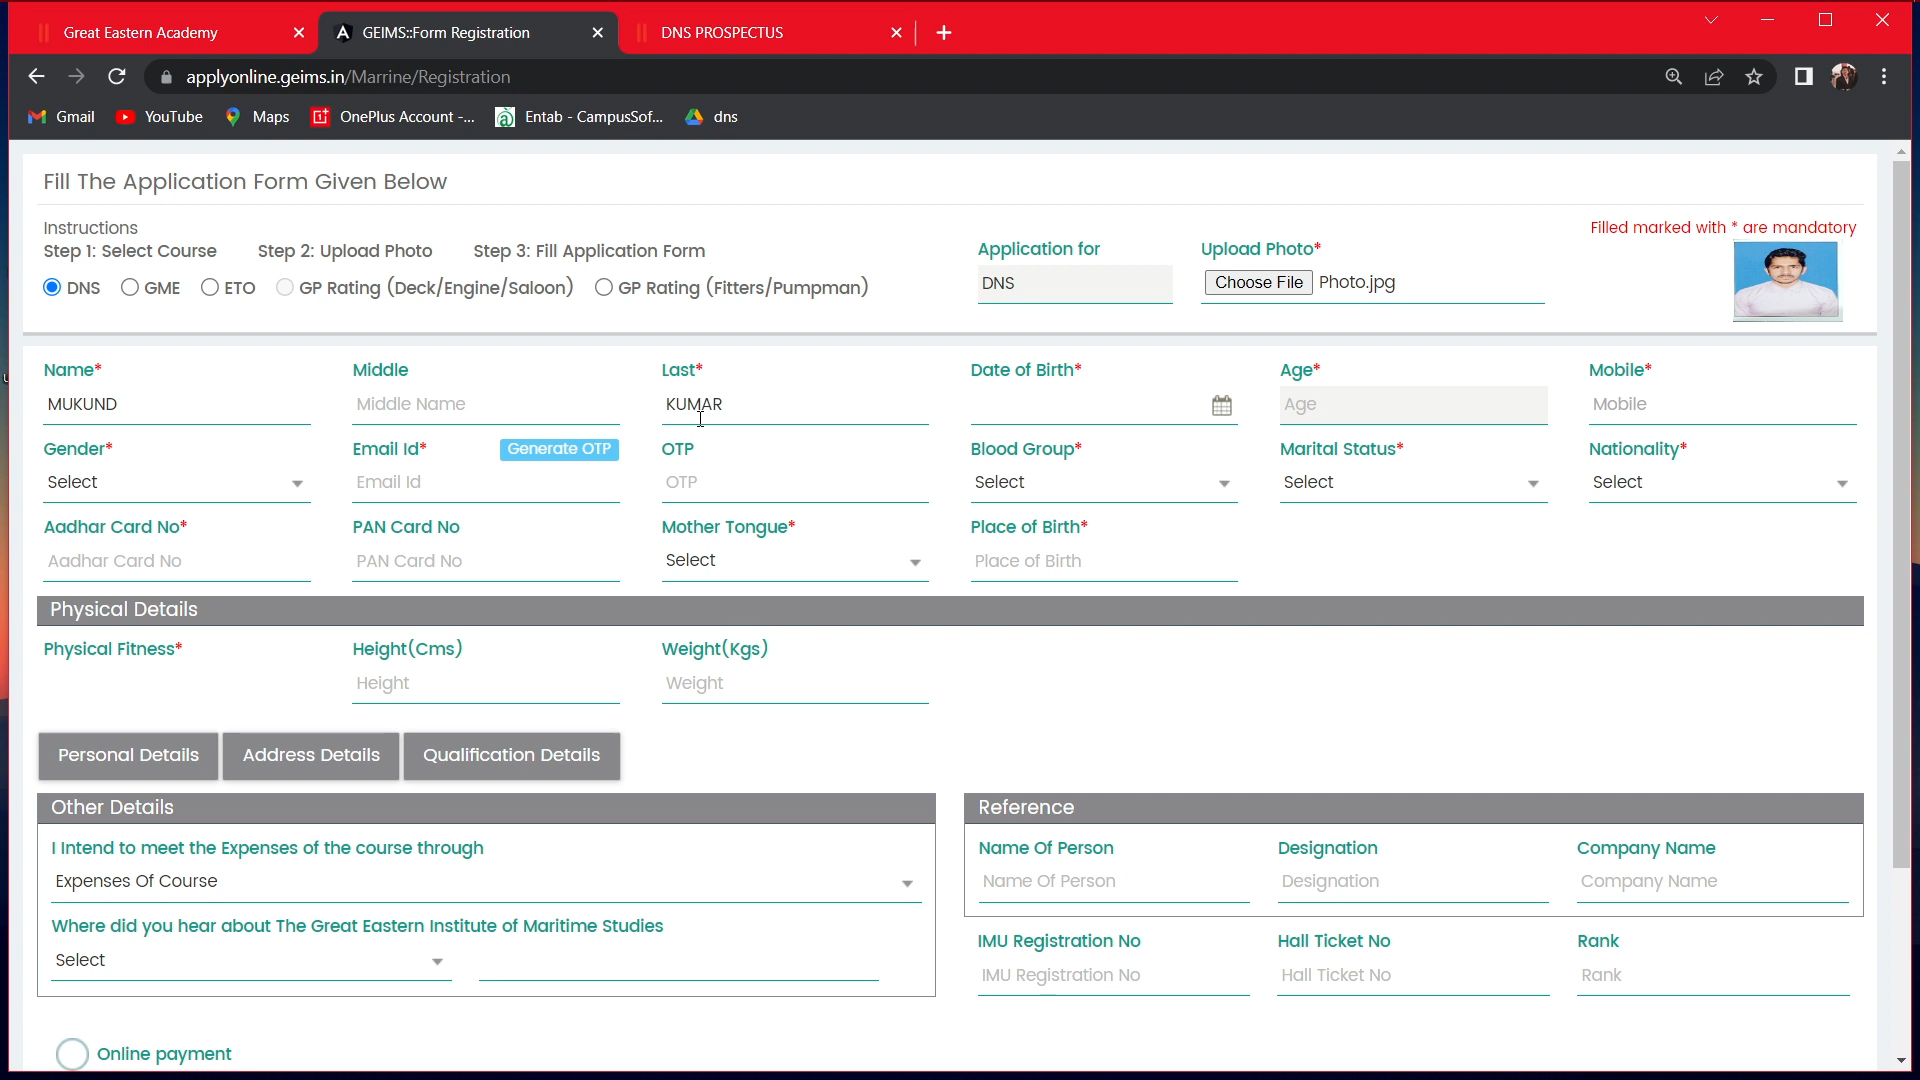 Great Eastern Academy
GEIMS::Form Registration
DNS PROSPECTUS
applyonline.geims.in/Marrine/Registration
Gmail YouTube Maps OnePlus Account -... Entab - CampusSof... dns
Fill The Application Form Given Below
Instructions
Filled marked with * are mandatory
Step 1: Select Course Step 2: Upload Photo Step 3: Fill Application Form
Application for Upload Photo*
DNS GME ETO GP Rating (Deck/Engine/Saloon) GP Rating (Fitters/Pumpman)
DNS Choose File Photo.jpg
Name* Middle Last* Date of Birth* Age* Mobile*
MUKUND Middle Name KUMAR Age Mobile
Gender* Email Id* Generate OTP OTP Blood Group* Marital Status* Nationality*
Select Email Id OTP Select Select Select
Aadhar Card No* PAN Card No Mother Tongue* Place of Birth*
Aadhar Card No PAN Card No Select Place of Birth
Physical Details
Physical Fitness* Height(Cms) Weight(Kgs)
Height Weight
Personal Details Address Details Qualification Details
Other Details
I Intend to meet the Expenses of the course through
Expenses Of Course
Where did you hear about The Great Eastern Institute of Maritime Studies
Select
Reference
Name Of Person Designation Company Name
Name Of Person Designation Company Name
IMU Registration No Hall Ticket No Rank
IMU Registration No Hall Ticket No Rank
Online payment